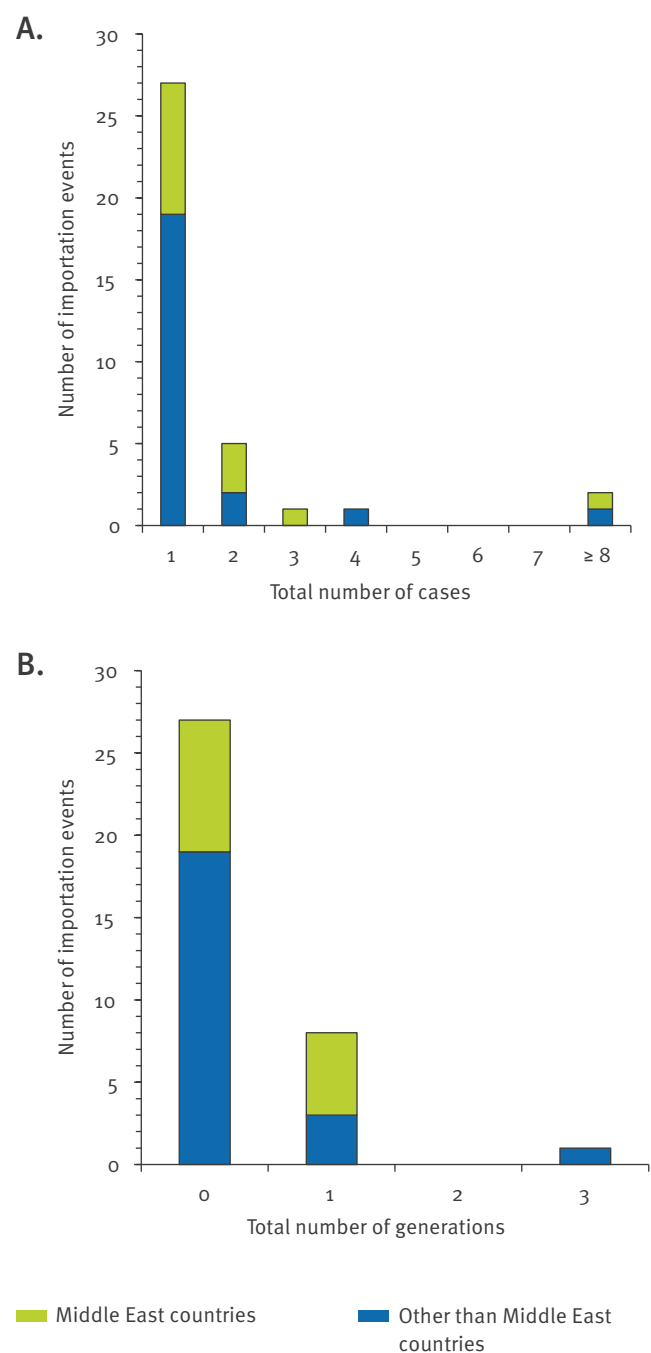 A.
30
25
20
15
10
5
0
Number of importation events
1 2 3 4 5 6 7 ≥ 8
Total number of cases
B.
30
25
20
15
10
5
0
Number of importation events
0 1 2 3
Total number of generations
Middle East countries
Other than Middle East
countries